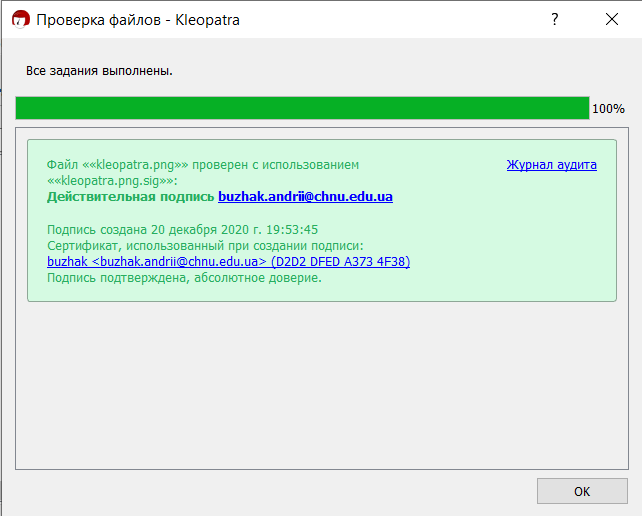 Проверка файлов - Kleopatra
?
Все задания выполнены.
100%
Файл ««kleopatra.png»» проверен с использованием
Журнал аудита
««kleopatra.png.sig»»:
Действительная подпись buzhak.andrii@chnu.edu.ua
Подпись создана 20 декабря 2020 г. 19:53:45
Сертификат, использованный при создании подписи:
buzhak <buzhak.andrii@chnu.edu.ua> (D2D2 DFED A373 4F38)
Подпись подтверждена, абсолютное доверие.
OK